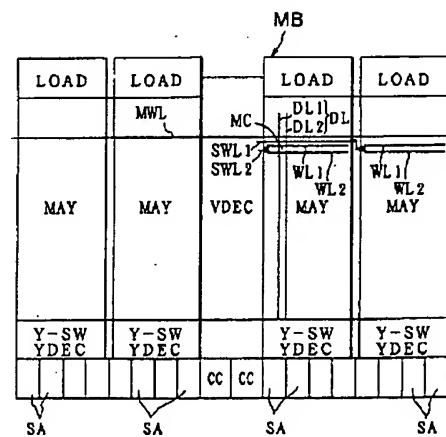 MB
LOAD LOAD LOAD LOAD
MWL
MC
DL1
DL2
DL
SWL1
SWL2
WL1
WL2
WL1
WL2
MAY MAY VDEC MAY MAY
Y-SW Y-SW Y-SW Y-SW
YDEC YDEC YDEC YDEC
CC CC
SA SA SA SA